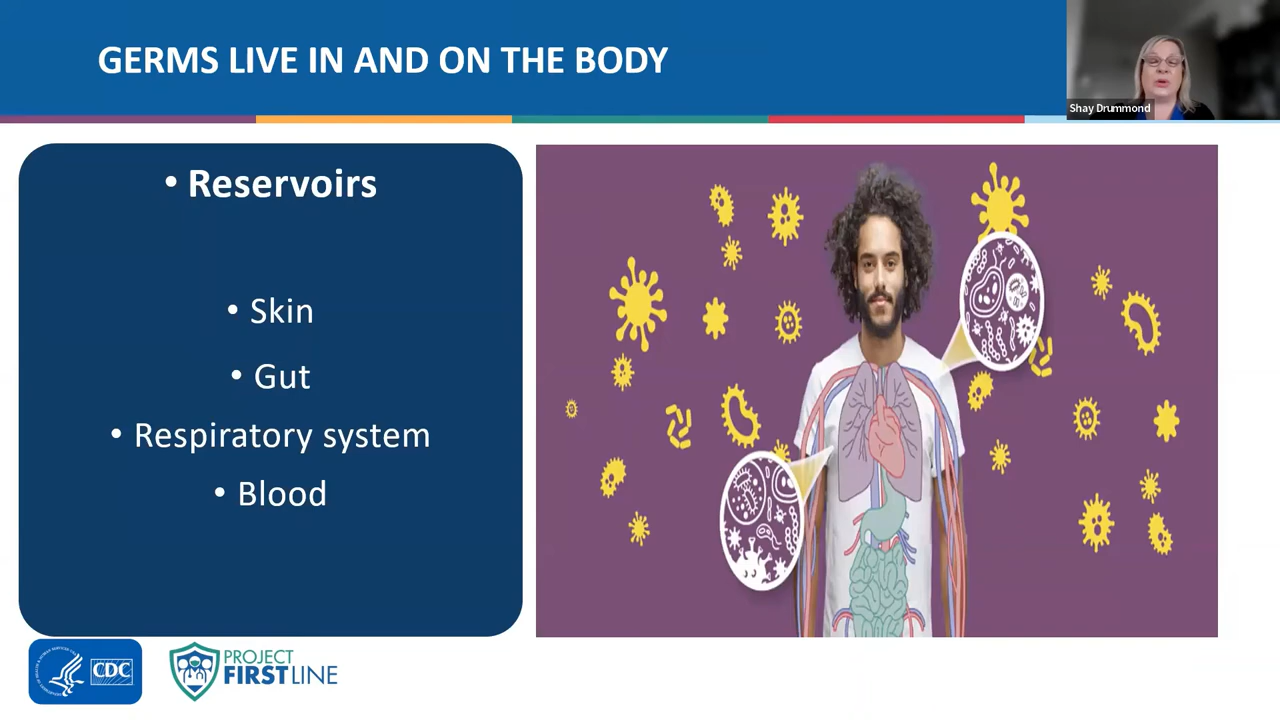 GERMS LIVE IN AND ON THE BODY
Shay Drummond
• Reservoirs
• Skin
• Gut
• Respiratory system
• Blood
CDC
PROJECT
FIRSTLINE